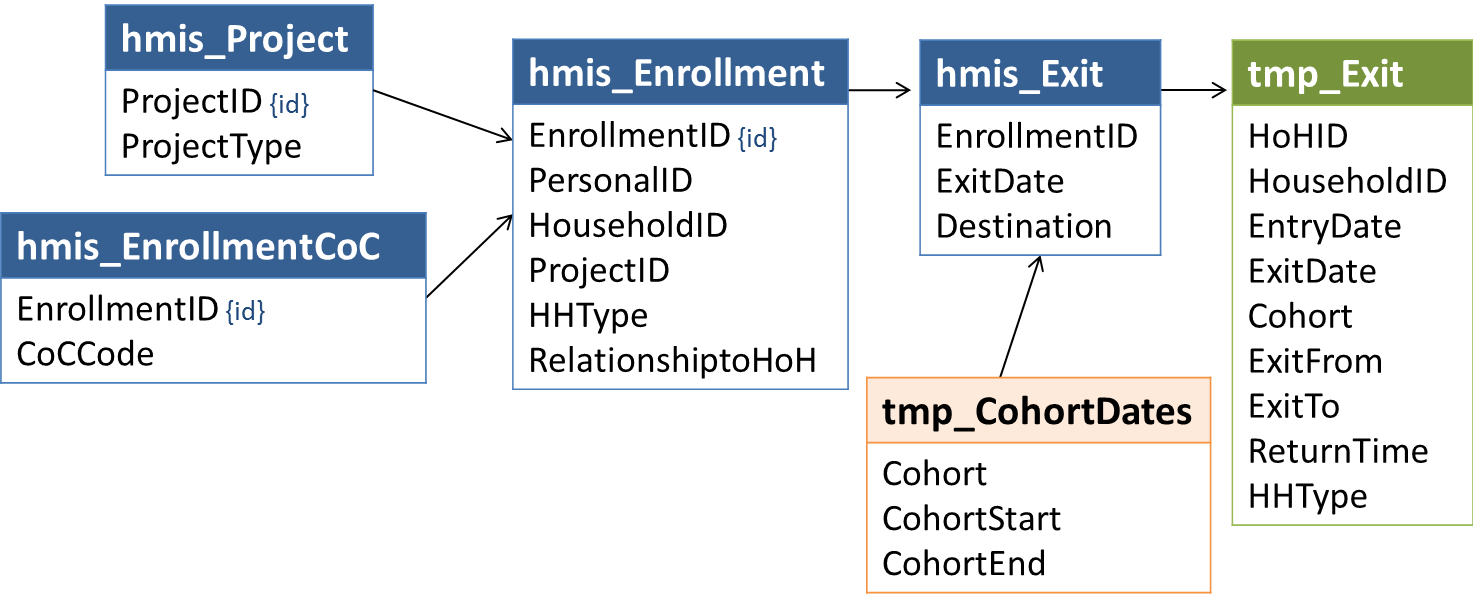 hmis_Project
ProjectID {id}
ProjectType
hmis_EnrollmentCoC
EnrollmentID {id}
CoCCode
hmis_Enrollment
EnrollmentID {id}
PersonalID
HouseholdID
ProjectID
HHType
RelationshiptoHoH
hmis_Exit
EnrollmentID
ExitDate
Destination
tmp_CohortDates
Cohort
CohortStart
CohortEnd
tmp_Exit
HoHID
HouseholdID
EntryDate
ExitDate
Cohort
ExitFrom
ExitTo
ReturnTime
HHType